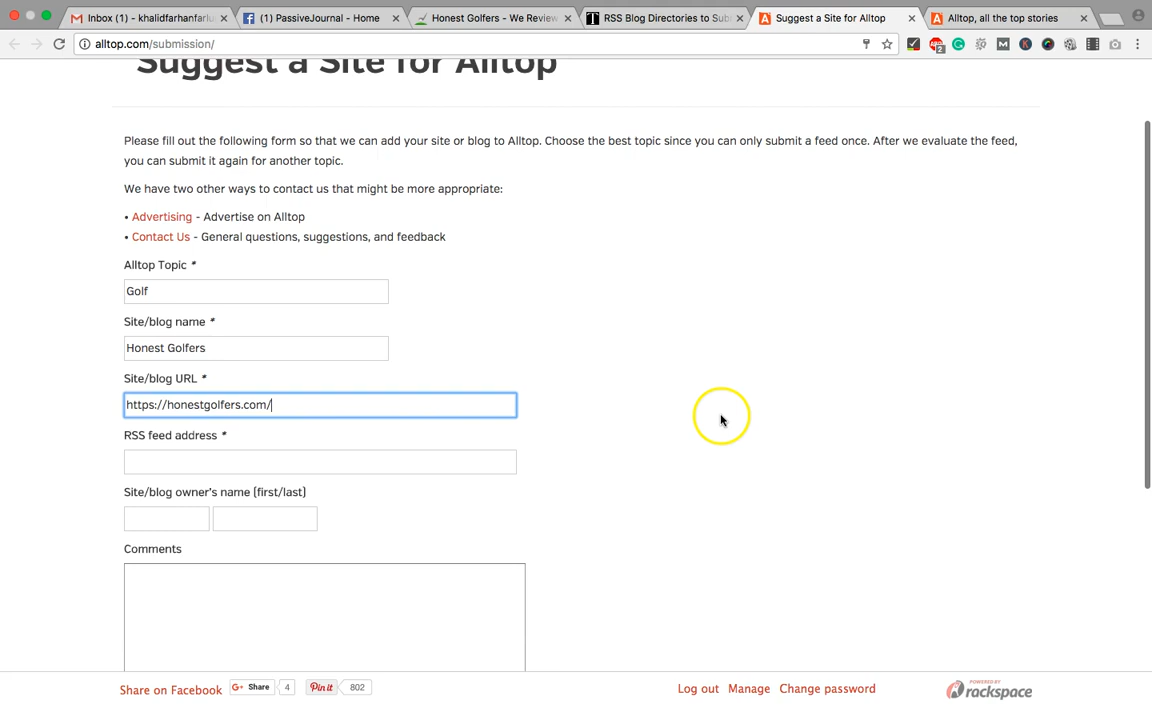 Inbox (1) - khalidfarhanfarlu
(1) PassiveJournal - Home
Honest Golfers - We Review
RSS Blog Directories to Sub
Suggest a Site for Alltop
Alltop, all the top stories
alltop.com/submission/
2
Suggest a Site for Alltop
Please fill out the following form so that we can add your site or blog to Alltop. Choose the best topic since you can only submit a feed once. After we evaluate the feed,
you can submit it again for another topic.
We have two other ways to contact us that might be more appropriate:
• Advertising - Advertise on Alltop
• Contact Us - General questions, suggestions, and feedback
Alltop Topic *
Golf
Site/blog name *
Honest Golfers
Site/blog URL *
https://honestgolfers.com/
RSS feed address *
Site/blog owner's name (first/last)
Comments
Share on Facebook
G+ Share 4
Pin it 802
Log out Manage Change password
POWERED BY
rackspace